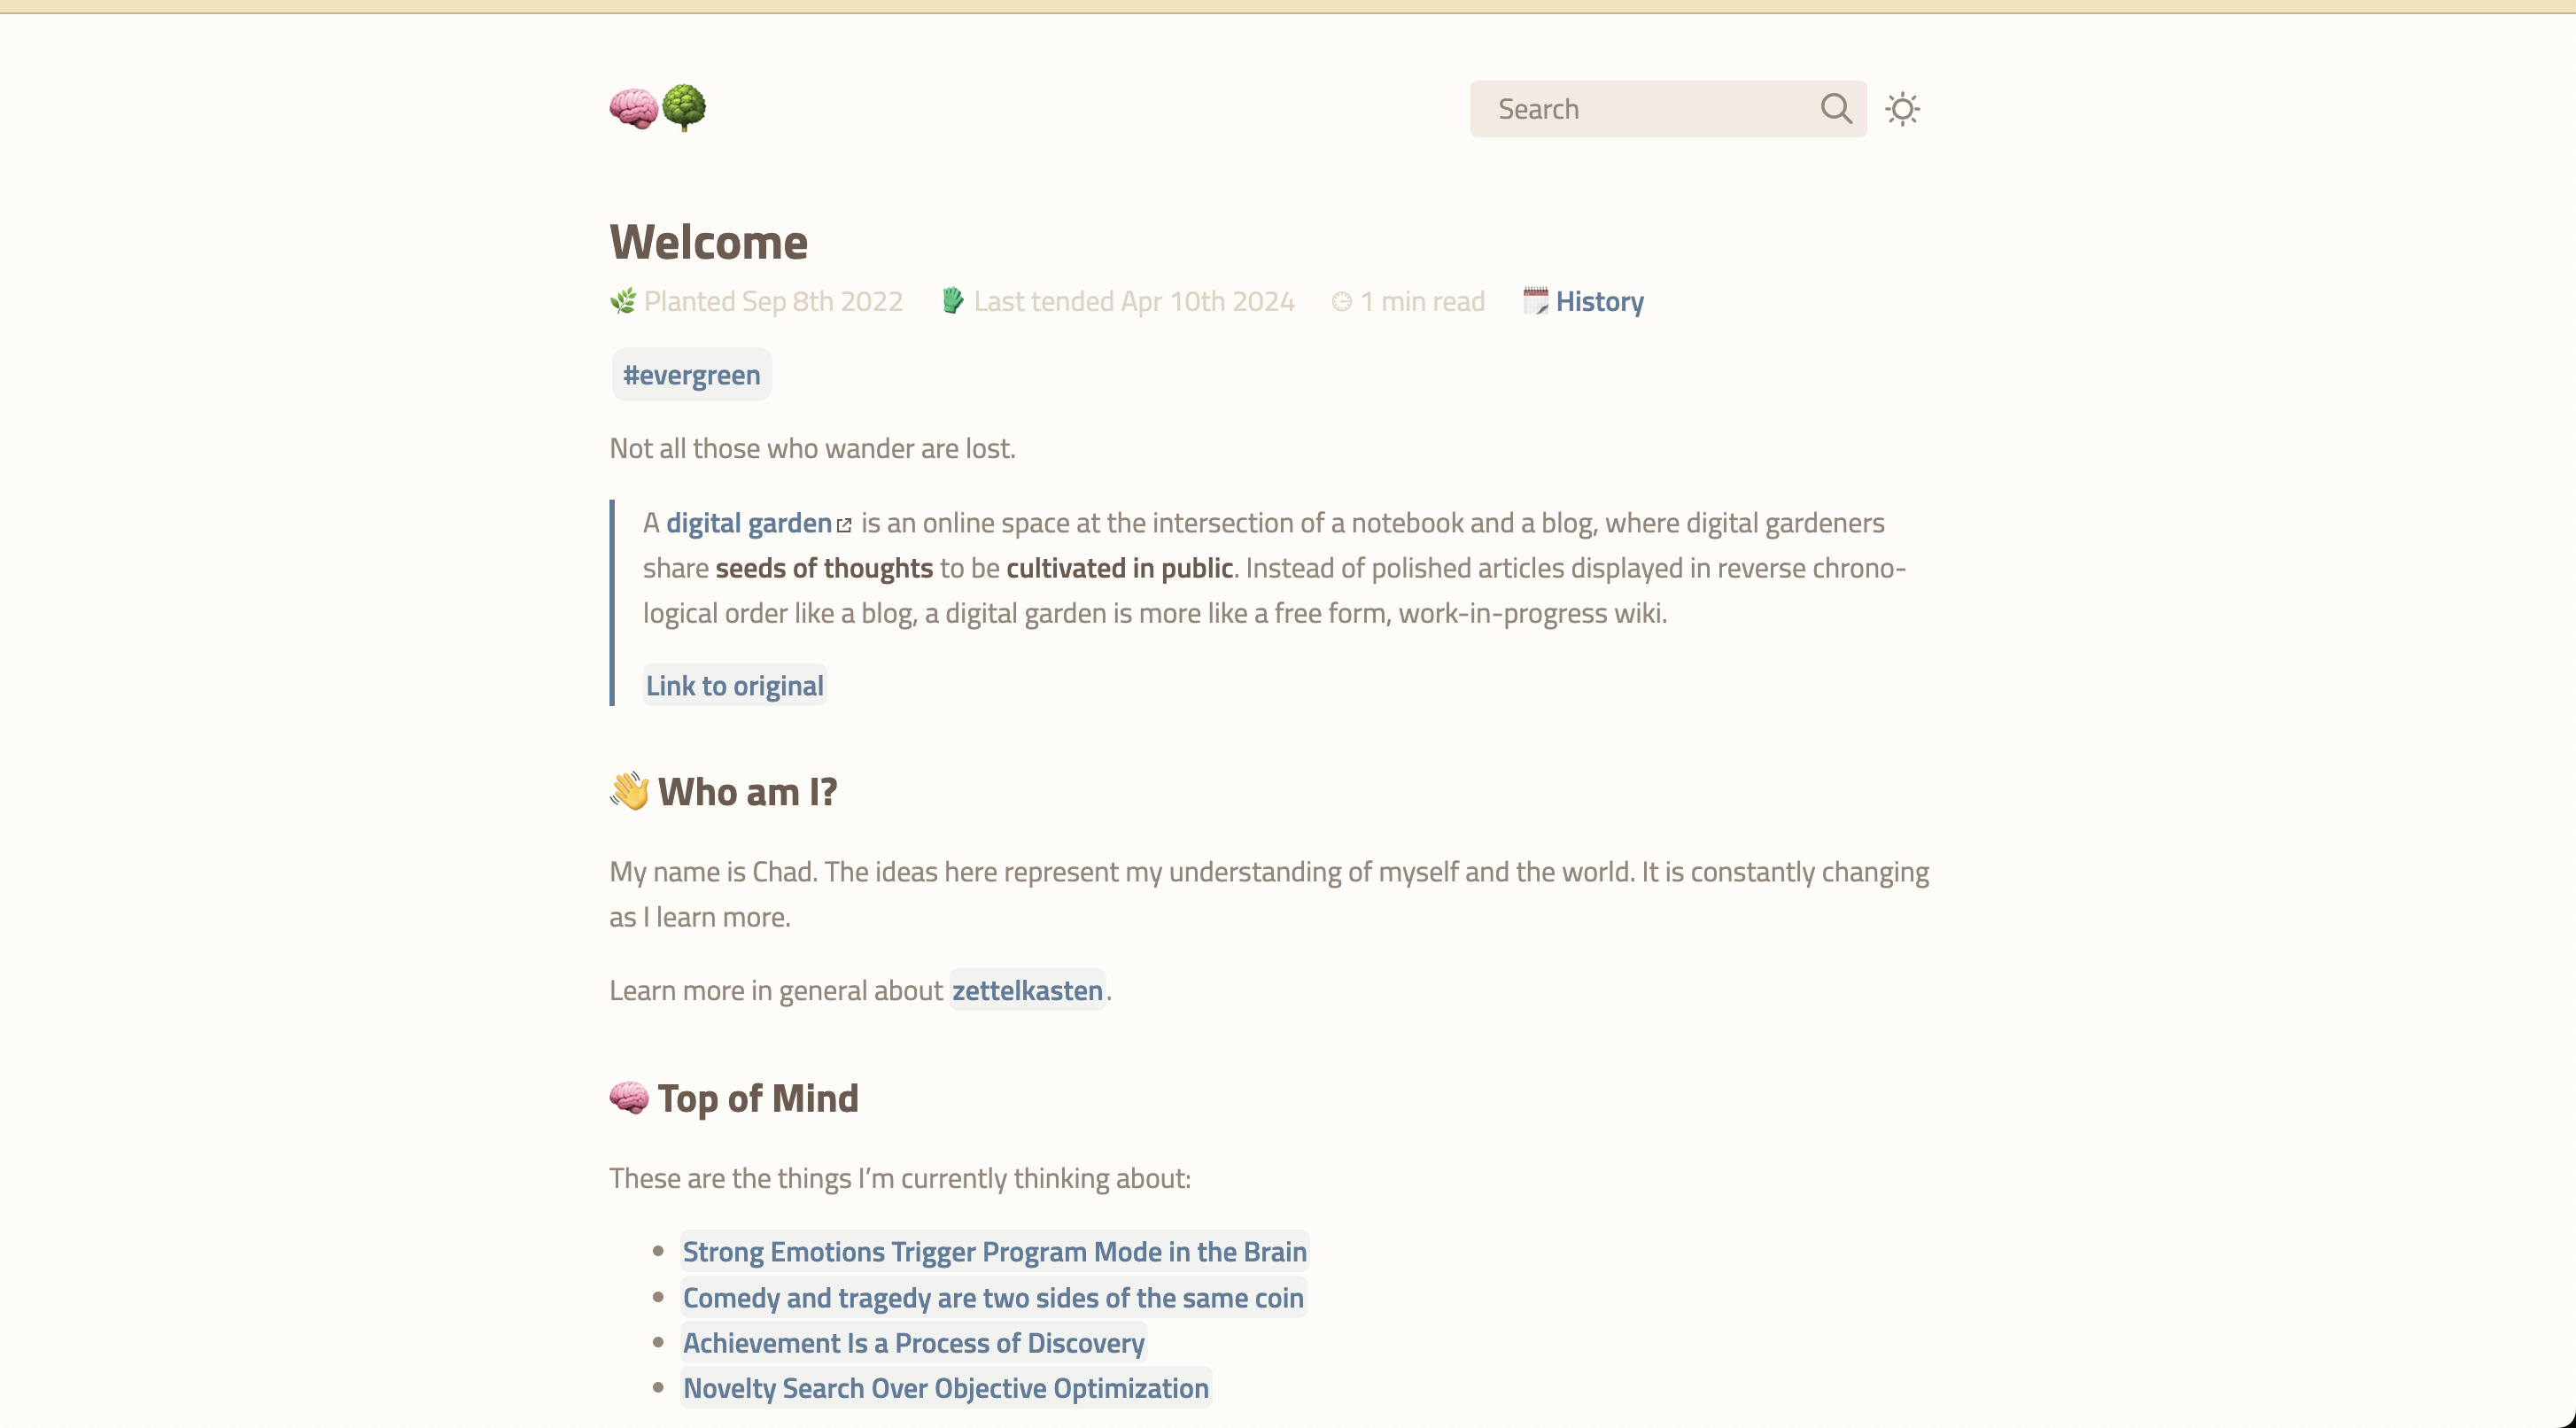 Search
Welcome
Planted Sep 8th 2022 Last tended Apr 10th 2024 1 min read History
#evergreen
Not all those who wander are lost.
A digital garden is an online space at the intersection of a notebook and a blog, where digital gardeners
share seeds of thoughts to be cultivated in public. Instead of polished articles displayed in reverse chrono-
logical order like a blog, a digital garden is more like a free form, work-in-progress wiki.
Link to original
Who am I?
My name is Chad. The ideas here represent my understanding of myself and the world. It is constantly changing
as I learn more.
Learn more in general about zettelkasten.
Top of Mind
These are the things I’m currently thinking about:
Strong Emotions Trigger Program Mode in the Brain
Comedy and tragedy are two sides of the same coin
Achievement Is a Process of Discovery
Novelty Search Over Objective Optimization